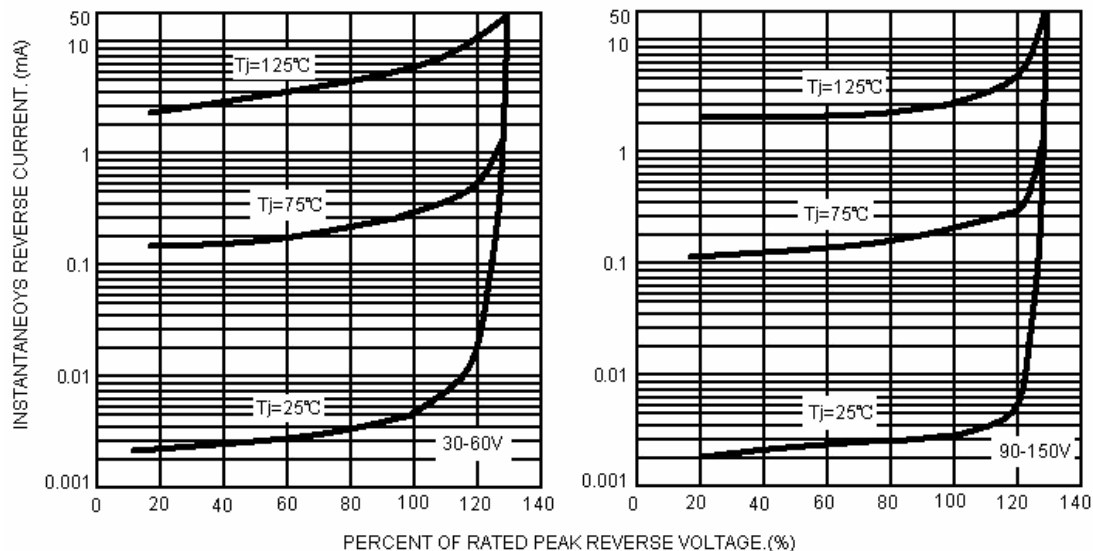 INSTANTANEOYS REVERSE CURRENT. (mA)
50
10
1
0.1
0.01
0.001
Tj=125℃
Tj=75℃
Tj=25℃
30-60V
0 20 40 60 80 100 120 140
50
10
1
0.1
0.01
0.001
Tj=125℃
Tj=75℃
Tj=25℃
90-150V
0 20 40 60 80 100 120 140
PERCENT OF RATED PEAK REVERSE VOLTAGE.(%)